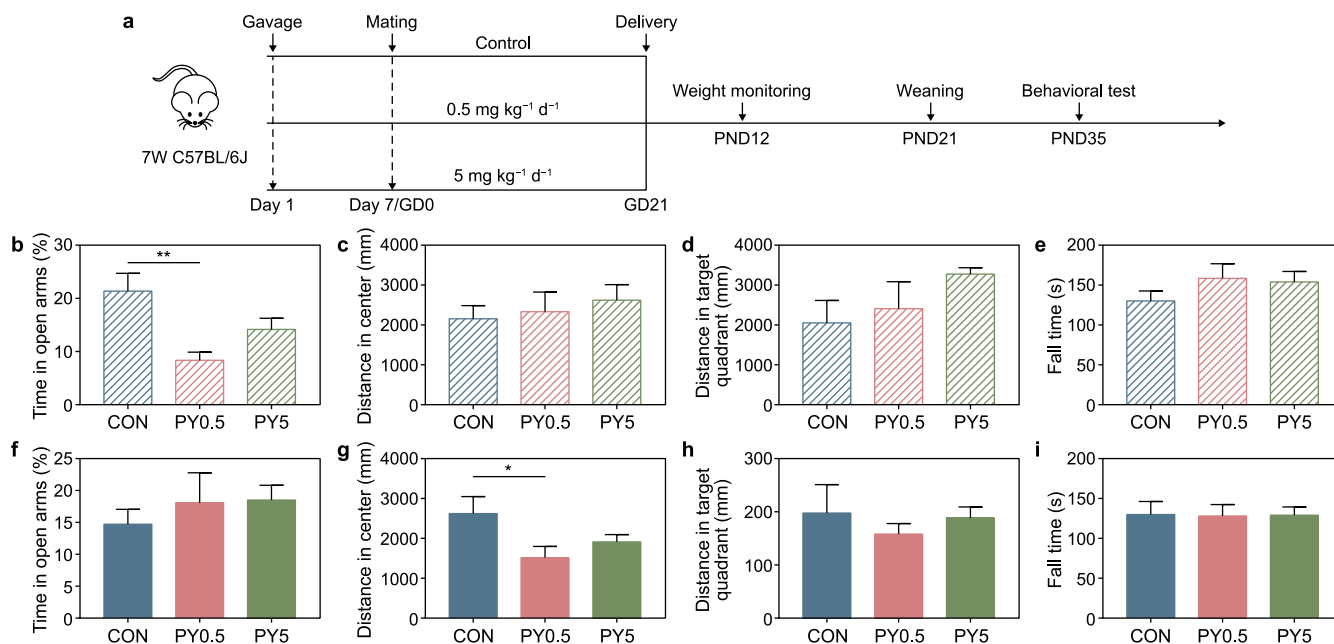 a
Gavage
Mating
Delivery
Control
0.5 mg kg⁻¹ d⁻¹
5 mg kg⁻¹ d⁻¹
7W C57BL/6J
Day 1
Day 7/GD0
GD21
Weight monitoring
Weaning
Behavioral test
PND12
PND21
PND35
b
Time in open arms (%)
30
20
10
0
**
CON
PY0.5
PY5
c
Distance in center (mm)
4000
3000
2000
1000
0
CON
PY0.5
PY5
d
Distance in target
quadrant (mm)
4000
3000
2000
1000
0
CON
PY0.5
PY5
e
Fall time (s)
200
150
100
50
0
CON
PY0.5
PY5
f
Time in open arms (%)
25
20
15
10
5
0
CON
PY0.5
PY5
g
Distance in center (mm)
4000
3000
2000
1000
0
*
CON
PY0.5
PY5
h
Distance in target
quadrant (mm)
300
200
100
0
CON
PY0.5
PY5
i
Fall time (s)
200
150
100
50
0
CON
PY0.5
PY5